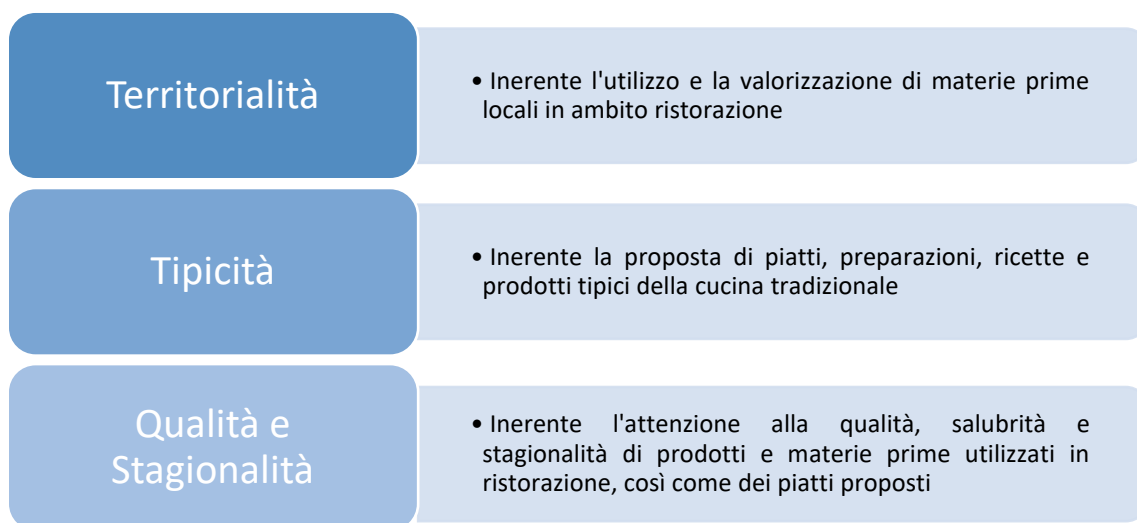 Territorialità
• Inerente l'utilizzo e la valorizzazione di materie prime
locali in ambito ristorazione
Tipicità
• Inerente la proposta di piatti, preparazioni, ricette e
prodotti tipici della cucina tradizionale
Qualità e
Stagionalità
• Inerente l'attenzione alla qualità, salubrità e
stagionalità di prodotti e materie prime utilizzati in
ristorazione, così come dei piatti proposti